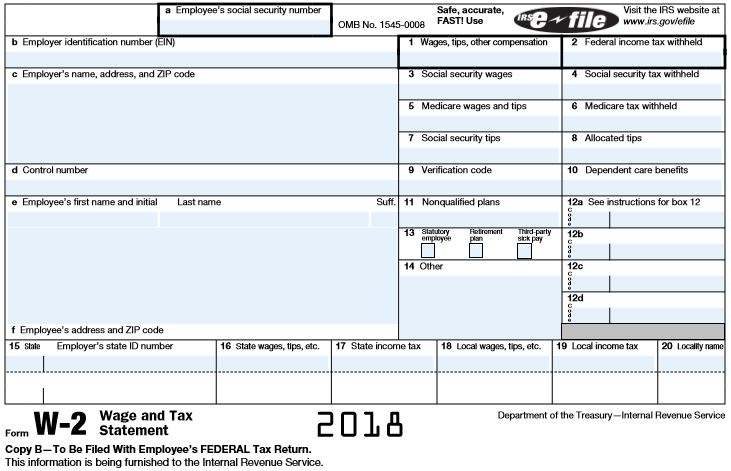 a Employee's social security number
OMB No. 1545-0008
Safe, accurate,
FAST! Use
IRS e~file
Visit the IRS website at
www.irs.gov/efile
b Employer identification number (EIN)
1 Wages, tips, other compensation
2 Federal income tax withheld
c Employer's name, address, and ZIP code
3 Social security wages
4 Social security tax withheld
5 Medicare wages and tips
6 Medicare tax withheld
7 Social security tips
8 Allocated tips
d Control number
9 Verification code
10 Dependent care benefits
e Employee's first name and initial Last name Suff.
11 Nonqualified plans
12a See instructions for box 12
Code
13 Statutory employee Retirement plan Third-party sick pay
12b
Code
14 Other
12c
Code
12d
Code
f Employee's address and ZIP code
15 State Employer's state ID number
16 State wages, tips, etc.
17 State income tax
18 Local wages, tips, etc.
19 Local income tax
20 Locality name
Form W-2 Wage and Tax Statement
2018
Department of the Treasury—Internal Revenue Service
Copy B—To Be Filed With Employee's FEDERAL Tax Return.
This information is being furnished to the Internal Revenue Service.